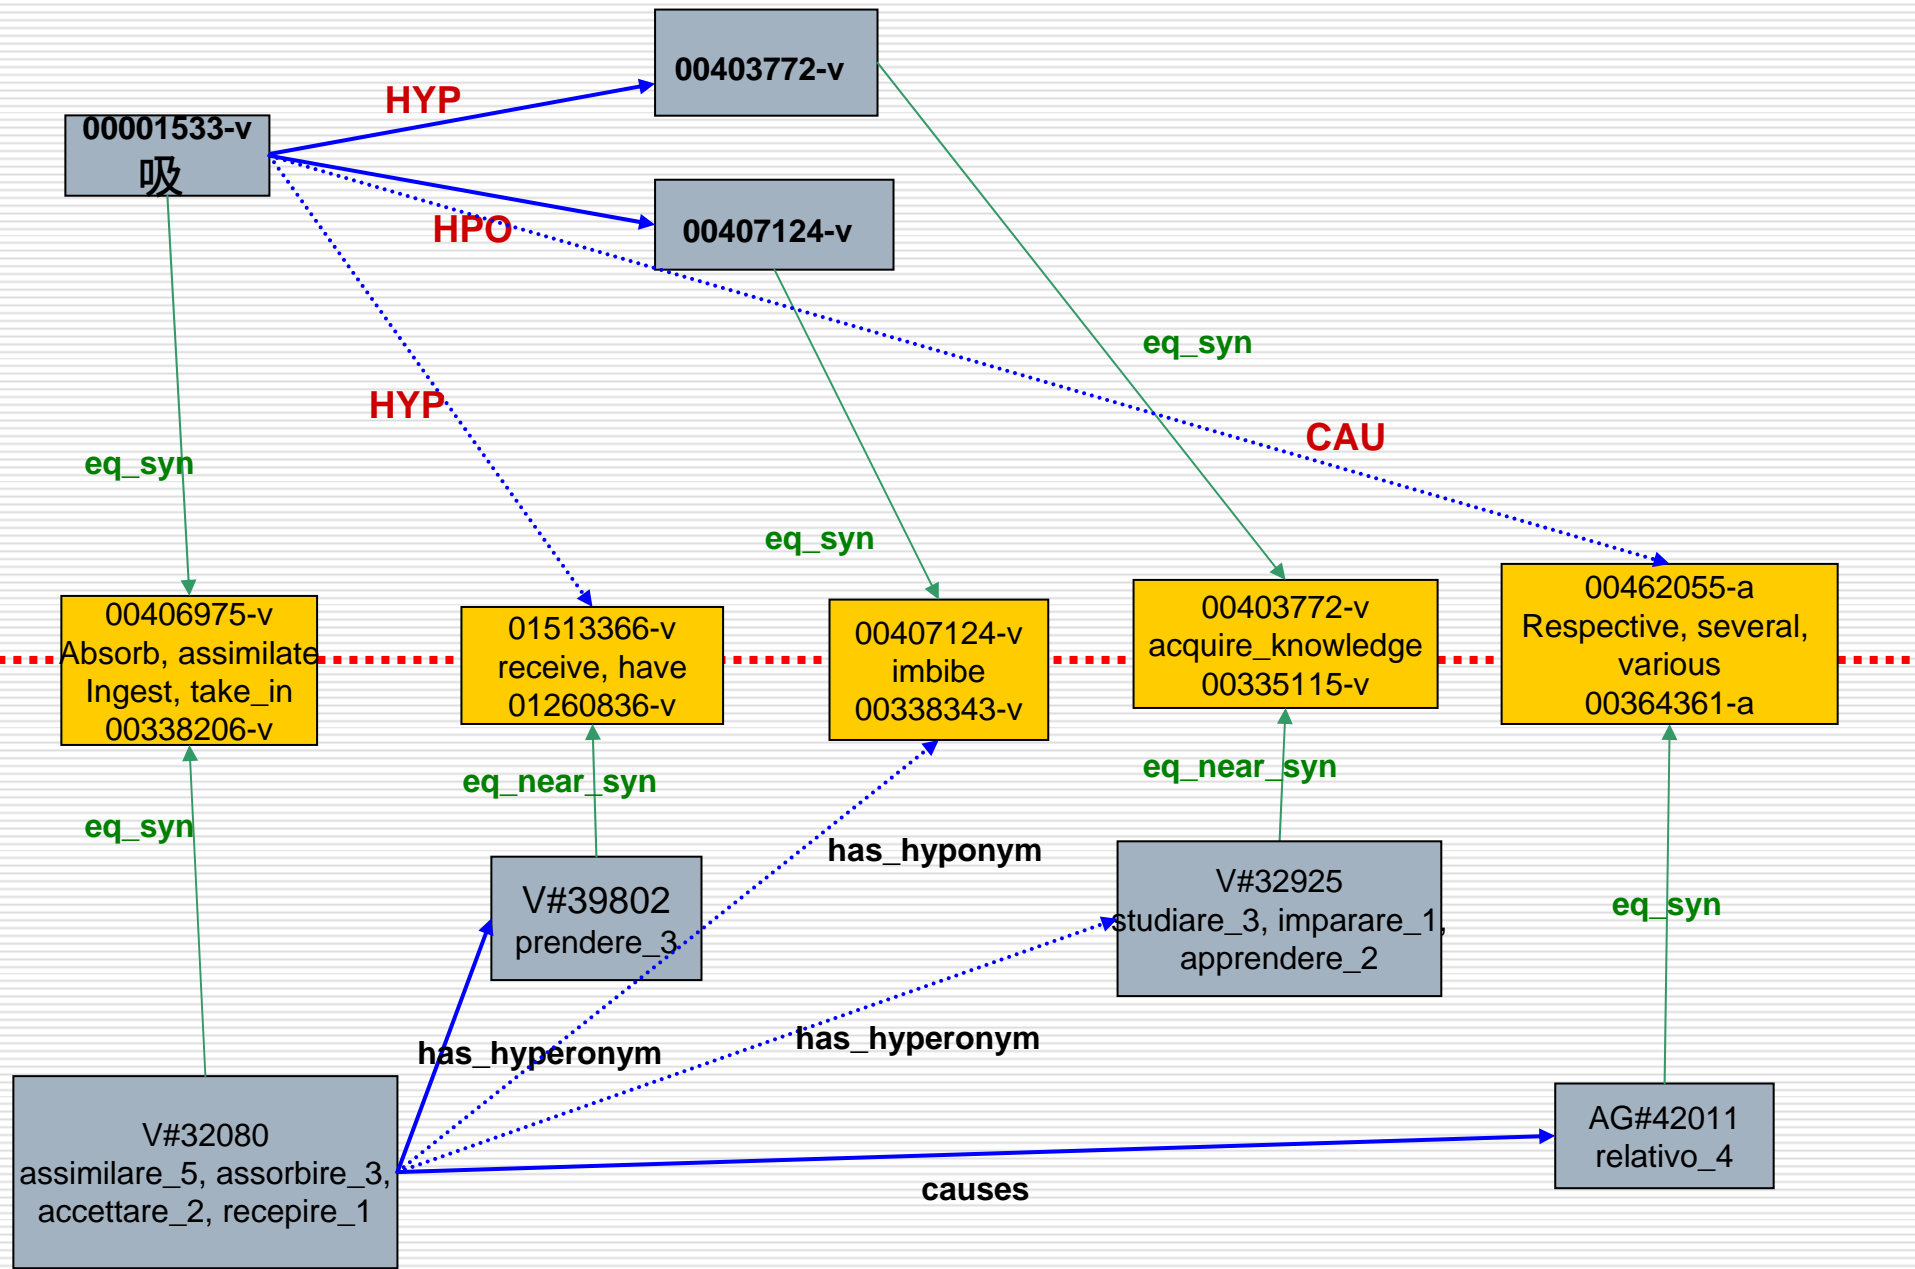 00403772-v
HYP
00001533-v
吸
HPO
00407124-v
eq_syn
HYP
CAU
eq_syn
eq_syn
00406975-v
Absorb, assimilate
Ingest, take_in
00338206-v
01513366-v
receive, have
01260836-v
00407124-v
imbibe
00338343-v
00403772-v
acquire_knowledge
00335115-v
00462055-a
Respective, several,
various
00364361-a
eq_near_syn
eq_near_syn
eq_syn
has_hyponym
V#39802
prendere_3
V#32925
studiare_3, imparare_1,
apprendere_2
eq_syn
has_hyperonym
has_hyperonym
V#32080
assimilare_5, assorbire_3,
accettare_2, recepire_1
AG#42011
relativo_4
causes